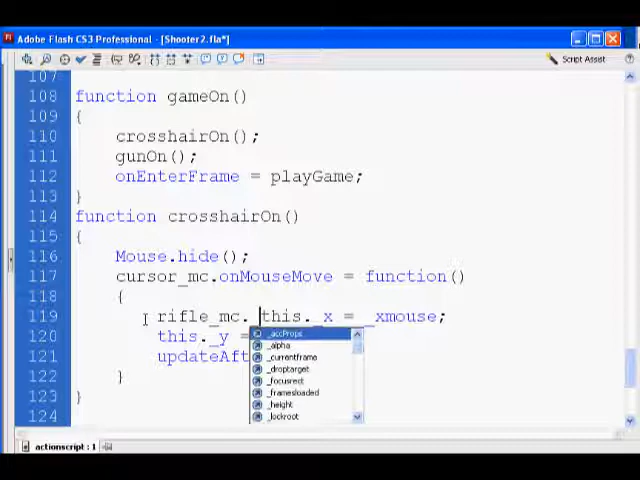 Adobe Flash CS3 Professional - [Shooter2.fla*]
Script Assist
107
108 function gameOn()
109 {
110 crosshairOn();
111 gunOn();
112 onEnterFrame = playGame;
113 }
114 function crosshairOn()
115 {
116 Mouse.hide();
117 cursor_mc.onMouseMove = function()
118 {
119 rifle_mc. this._x = _xmouse;
120 this._y =
121 updateAft
122 }
123 }
124
_accProps
_alpha
_currentframe
_droptarget
_focusrect
_framesloaded
_height
_lockroot
actionscript : 1